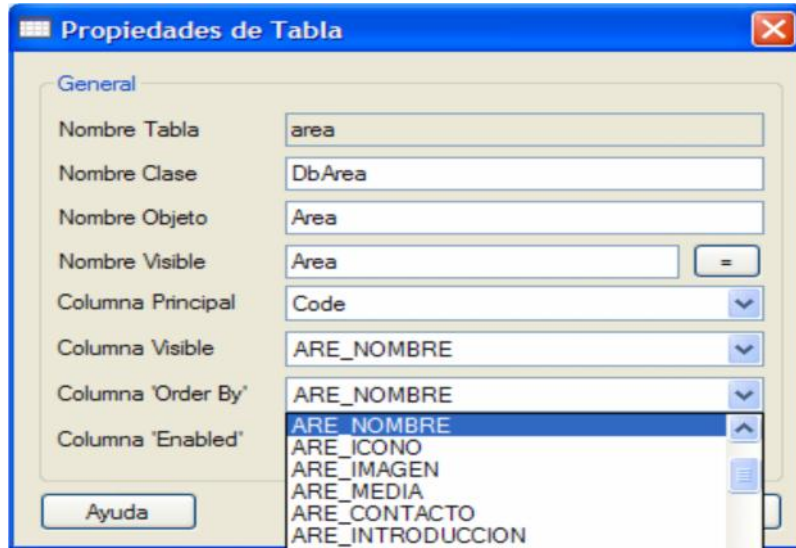 Propiedades de Tabla
General
Nombre Tabla area
Nombre Clase DbArea
Nombre Objeto Area
Nombre Visible Area =
Columna Principal Code
Columna Visible ARE_NOMBRE
Columna "Order By" ARE_NOMBRE
ARE_NOMBRE
Columna "Enabled" ARE_ICONO
ARE_IMAGEN
ARE_MEDIA
Ayuda ARE_CONTACTO
ARE_INTRODUCCION